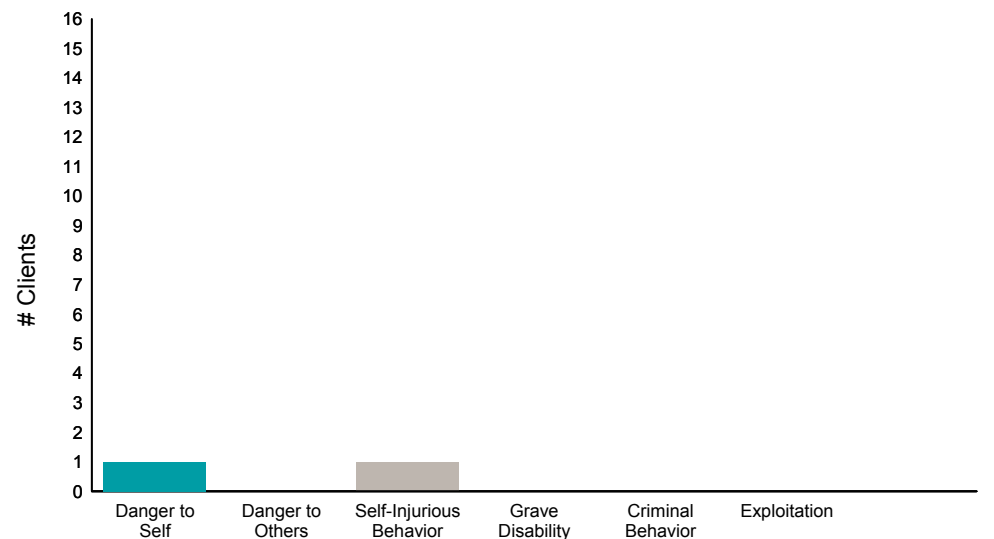 16
15
14
13
12
11
10
9
8
7
6
5
4
3
2
1
0
# Clients
Danger to
Self
Danger to
Others
Self-Injurious
Behavior
Grave
Disability
Criminal
Behavior
Exploitation